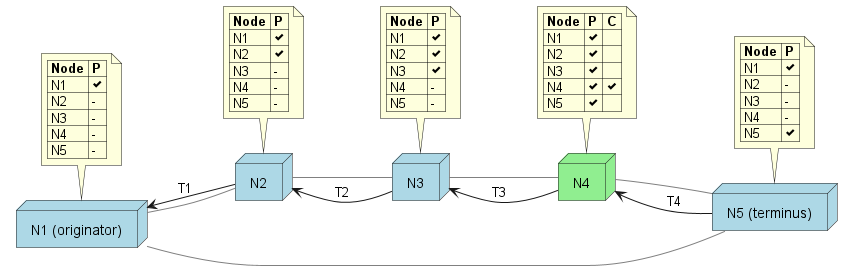 Node P
N1 ✔
N2 -
N3 -
N4 -
N5 -
Node P
N1 ✔
N2 ✔
N3 -
N4 -
N5 -
Node P
N1 ✔
N2 ✔
N3 ✔
N4 -
N5 -
Node P C
N1 ✔
N2 ✔
N3 ✔
N4 ✔ ✔
N5 ✔
Node P
N1 ✔
N2 -
N3 -
N4 -
N5 ✔
N1 (originator)
T1
N2
T2
N3
T3
N4
T4
N5 (terminus)